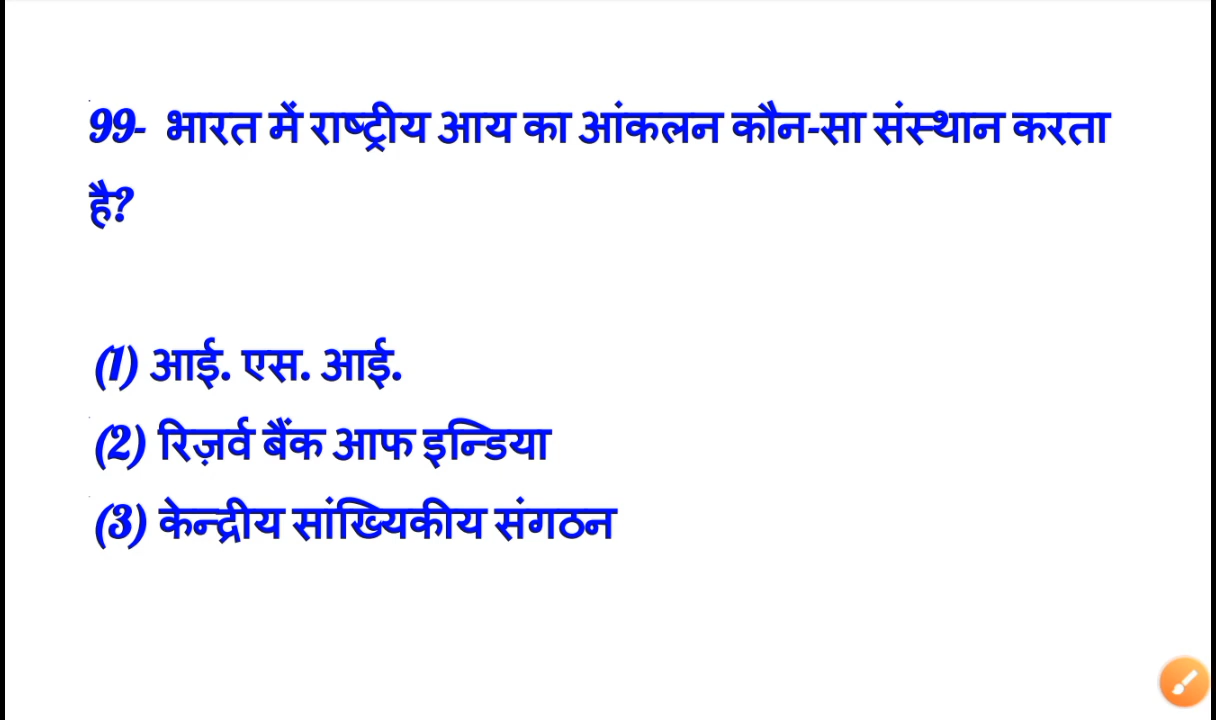 99- भारत में राष्ट्रीय आय का आंकलन कौन-सा संस्थान करता
है?
(1) आई. एस. आई.
(2) रिज़र्व बैंक आफ इन्डिया
(3) केन्द्रीय सांख्यिकीय संगठन